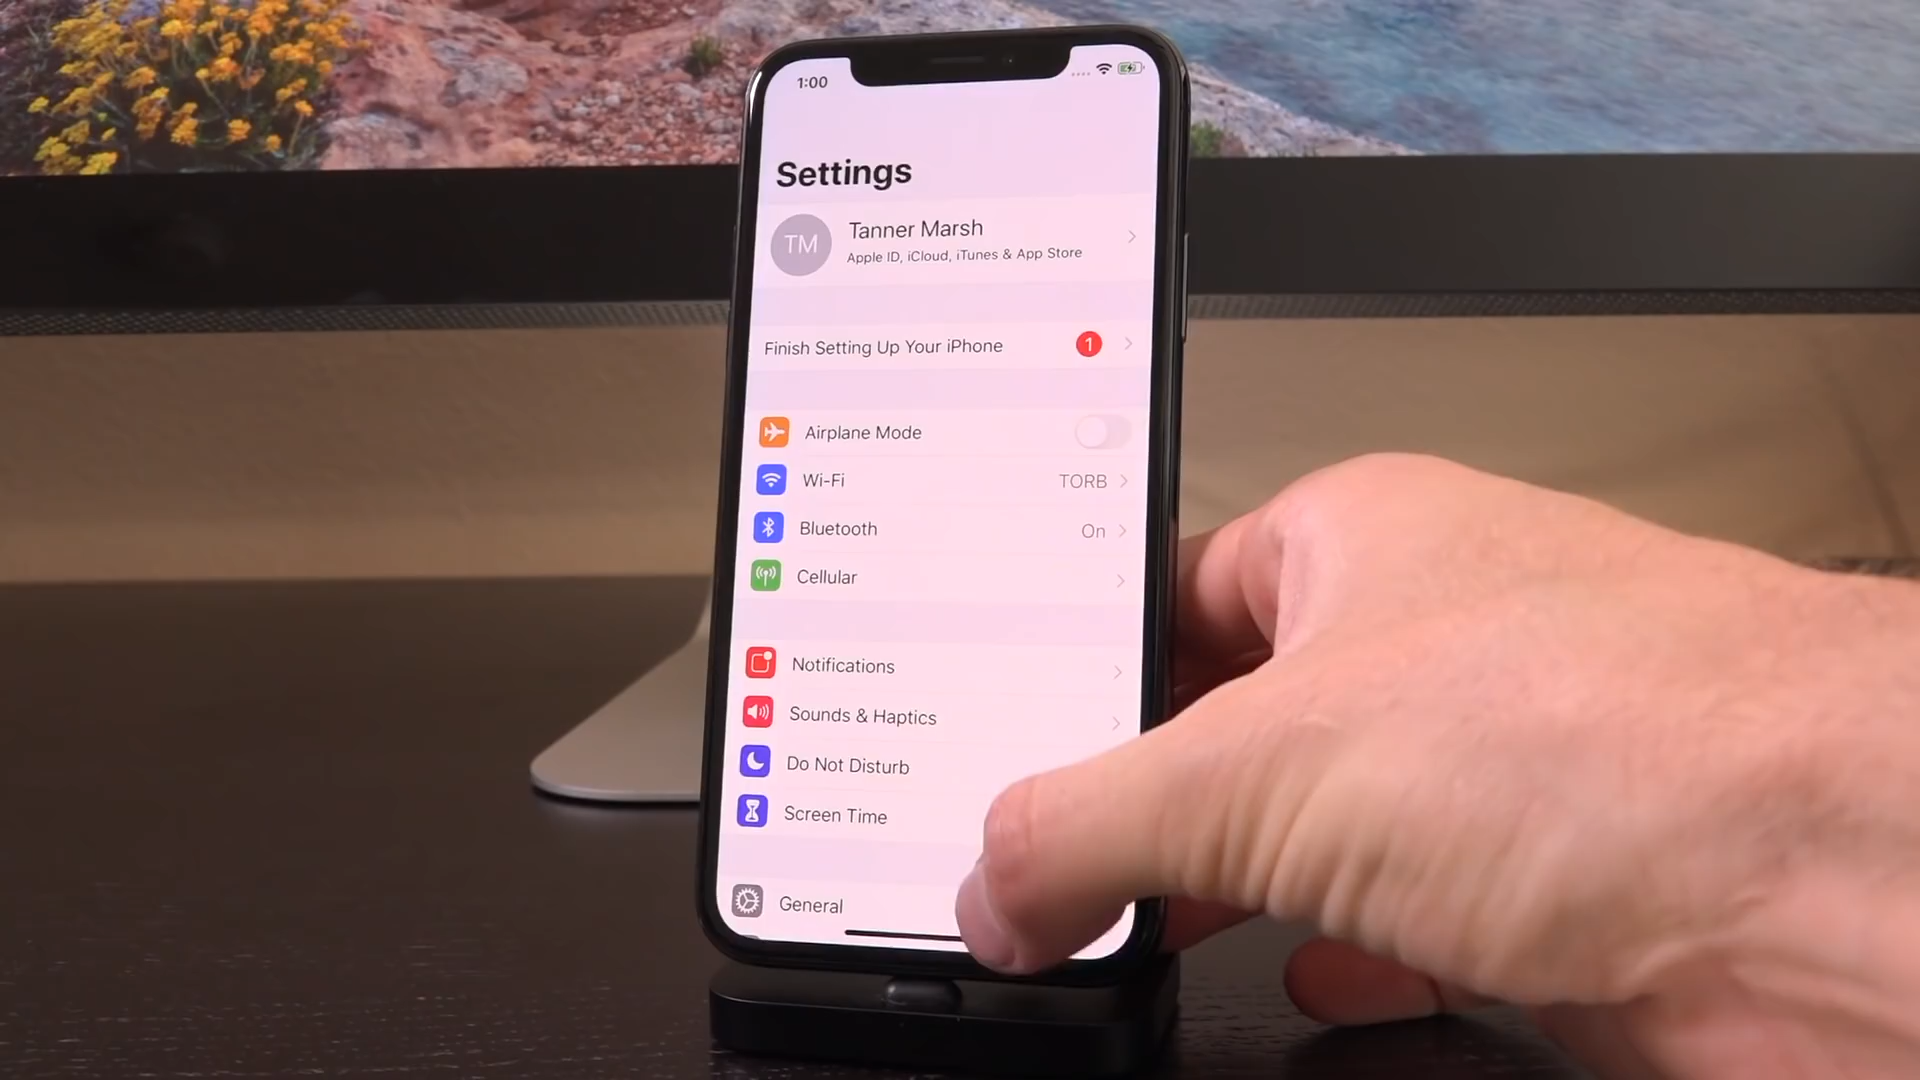 1:00
Settings
TM
Tanner Marsh
Apple ID, iCloud, iTunes & App Store
Finish Setting Up Your iPhone 1
Airplane Mode
Wi-Fi TORB
Bluetooth On
Cellular
Notifications
Sounds & Haptics
Do Not Disturb
Screen Time
General